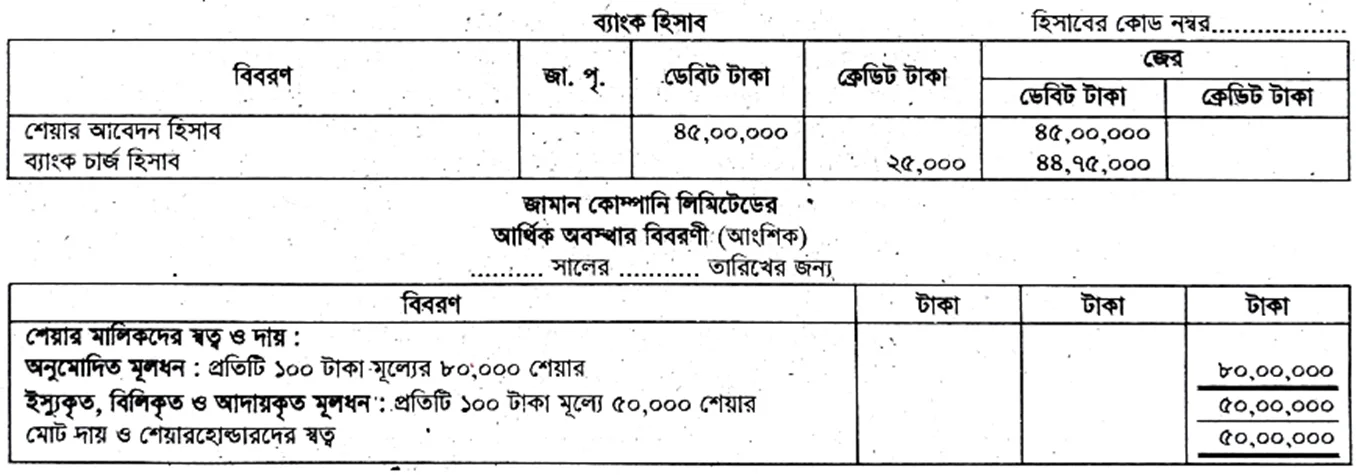 ব্যাংক হিসাব হিসাবের কোড নম্বর...................
বিবরণ জা. পৃ. ডেবিট টাকা ক্রেডিট টাকা জের
ডেবিট টাকা ক্রেডিট টাকা
শেয়ার আবেদন হিসাব ৪৫,০০,০০০ ৪৫,০০,০০০
ব্যাংক চার্জ হিসাব ২৫,০০০ ৪৪,৭৫,০০০
জামান কোম্পানি লিমিটেডের
আর্থিক অবস্থার বিবরণী (আংশিক)
.......... সালের ........... তারিখের জন্য
বিবরণ টাকা টাকা টাকা
শেয়ার মালিকদের স্বত্ব ও দায় :
অনুমোদিত মূলধন : প্রতিটি ১০০ টাকা মূল্যের ৮০,০০০ শেয়ার ৮০,০০,০০০
ইস্যুকৃত, বিলিকৃত ও আদায়কৃত মূলধন : প্রতিটি ১০০ টাকা মূল্যে ৫০,০০০ শেয়ার ৫০,০০,০০০
মোট দায় ও শেয়ারহোল্ডারদের স্বত্ব ৫০,০০,০০০